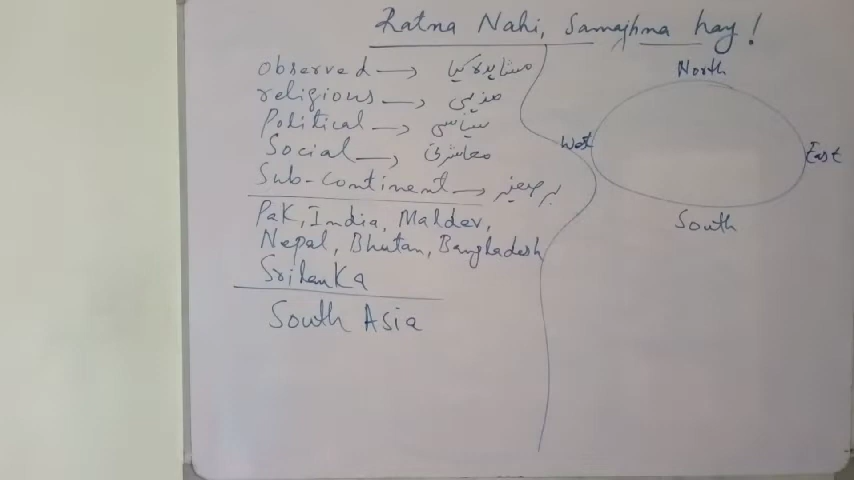 Ratna Nahi, Samajhna hay!
observed → مشاہدہ کیا
religious → مذہبی
Political → سیاسی
Social → معاشرتی
Sub-continent → برصغیر
Pak, India, Maldev,
Nepal, Bhutan, Bangladesh
Srilanka
South Asia
North
West
East
South